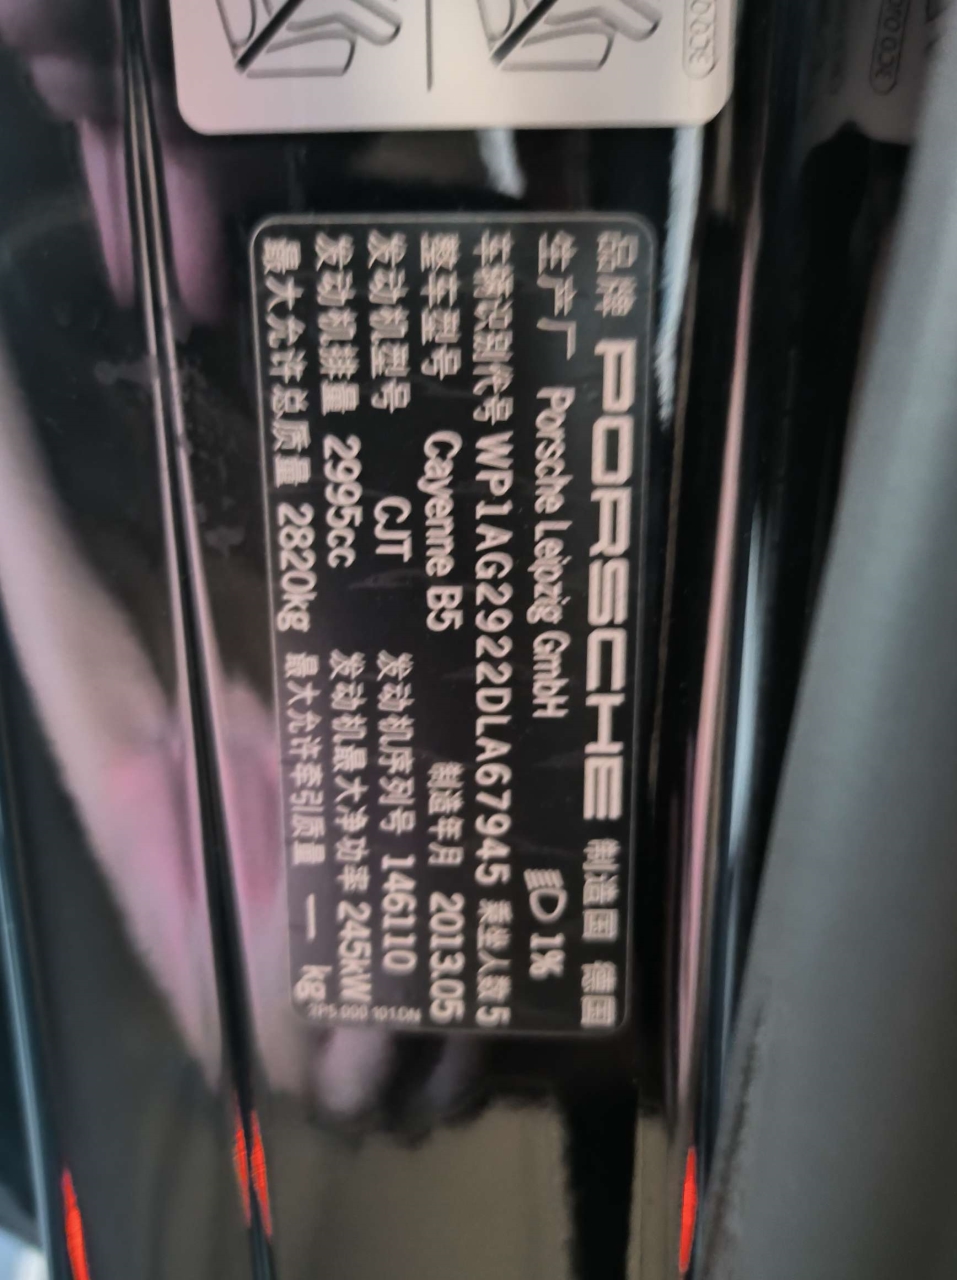 品牌 PORSCHE 制造国 德国
生产厂 Porsche Leipzig GmbH 1%
车辆识别代号 WP1AG2922DLA67945 乘坐人数 5
整车型号 Cayenne B5 制造年月 2013.05
发动机型号 CJT 发动机序列号 146110
发动机排量 2995cc 发动机最大净功率 245kW
最大允许总质量 2820kg 最大允许牵引质量 — kg